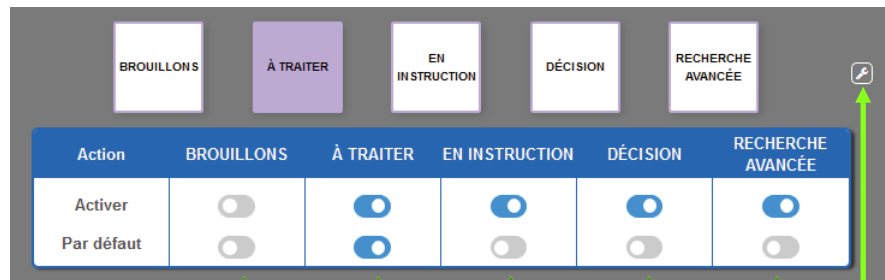 BROUILLONS
À TRAITER
EN
INSTRUCTION
DÉCISION
RECHERCHE
AVANCÉE
Action BROUILLONS À TRAITER EN INSTRUCTION DÉCISION RECHERCHE AVANCÉE
Activer
Par défaut